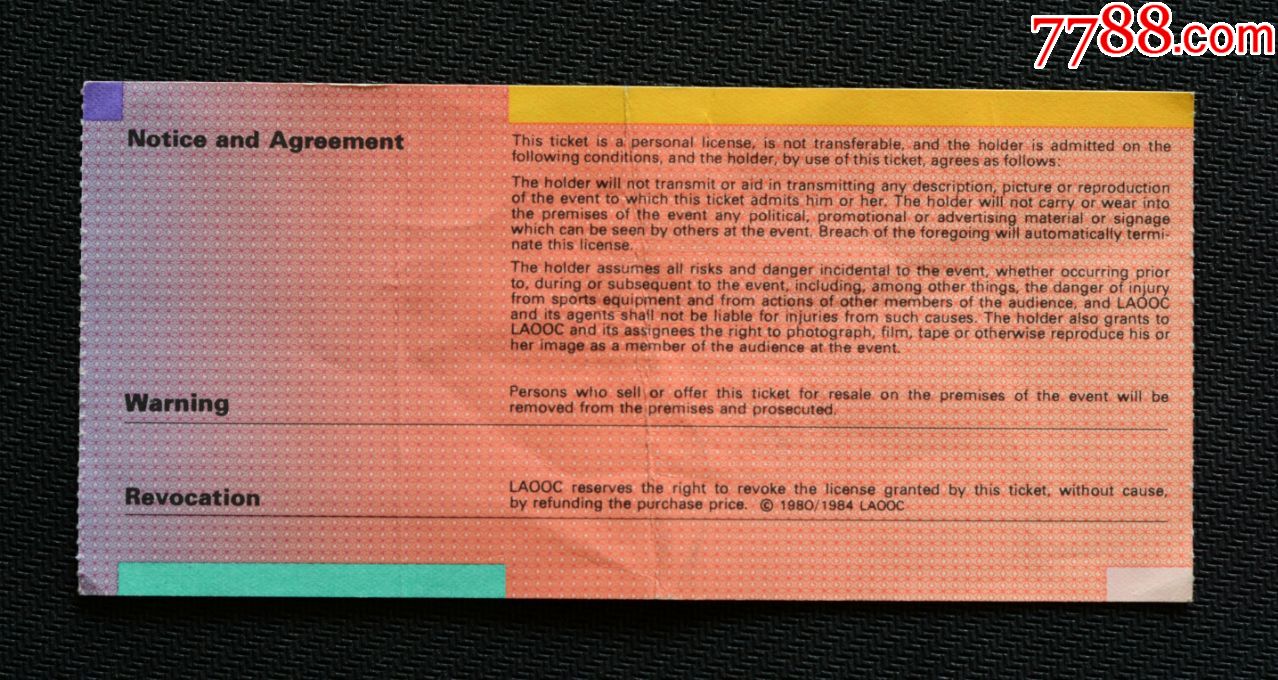 7788.com
Notice and Agreement
This ticket is a personal license, is not transferable, and the holder is admitted on the
following conditions, and the holder, by use of this ticket, agrees as follows:
The holder will not transmit or aid in transmitting any description, picture or reproduction
of the event to which this ticket admits him or her. The holder will not carry or wear into
the premises of the event any political, promotional or advertising material or signage
which can be seen by others at the event. Breach of the foregoing will automatically termi-
nate this license.
The holder assumes all risks and danger incidental to the event, whether occurring prior
to, during or subsequent to the event, including, among other things, the danger of injury
from sports equipment and from actions of other members of the audience, and LAOOC
and its agents shall not be liable for injuries from such causes. The holder also grants to
LAOOC and its assignees the right to photograph, film, tape or otherwise reproduce his or
her image as a member of the audience at the event.
Warning
Persons who sell or offer this ticket for resale on the premises of the event will be
removed from the premises and prosecuted.
Revocation
LAOOC reserves the right to revoke the license granted by this ticket, without cause,
by refunding the purchase price. © 1980/1984 LAOOC